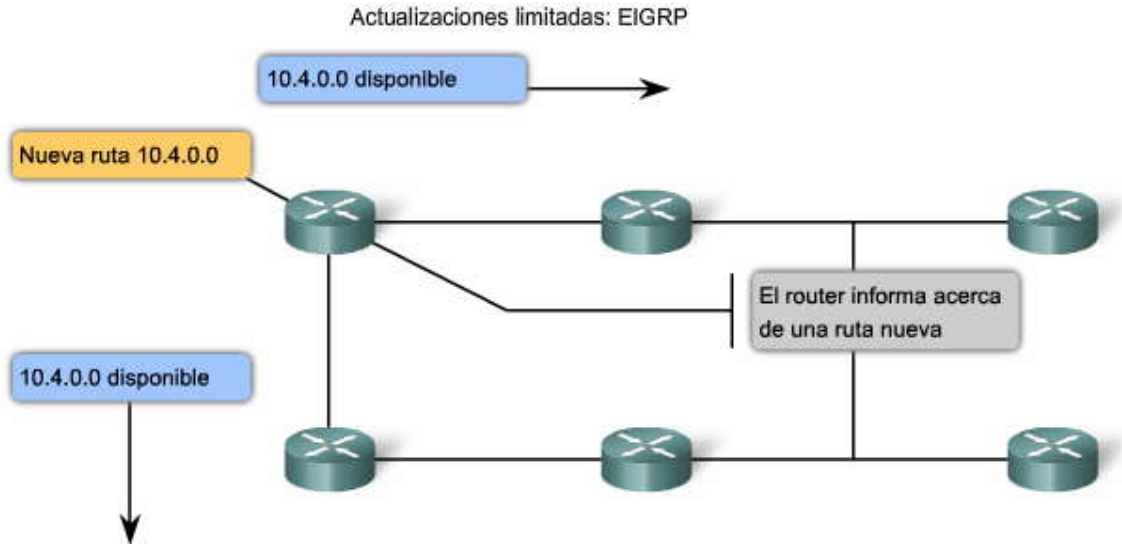 Actualizaciones limitadas: EIGRP
10.4.0.0 disponible
Nueva ruta 10.4.0.0
El router informa acerca
de una ruta nueva
10.4.0.0 disponible